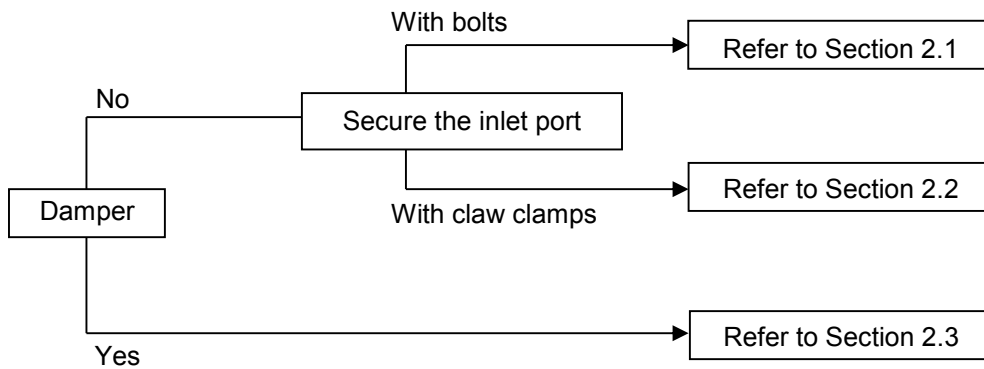 With bolts
Refer to Section 2.1
No
Secure the inlet port
Refer to Section 2.2
Damper
With claw clamps
Refer to Section 2.3
Yes